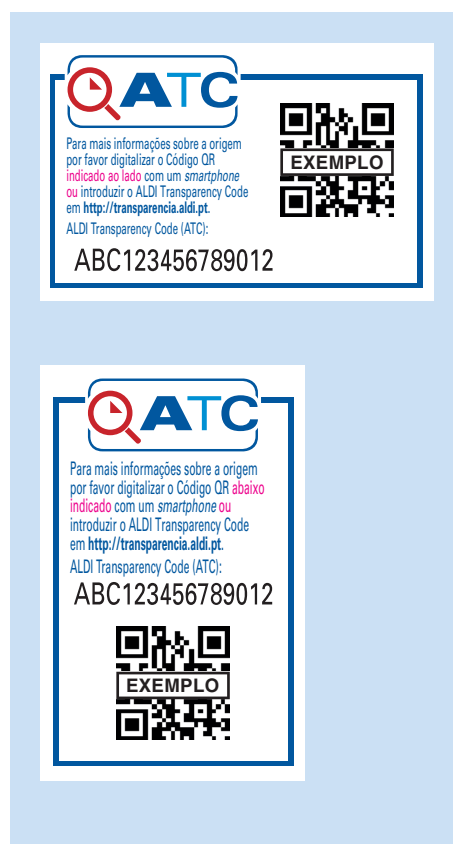 ATC
Para mais informações sobre a origem
por favor digitalizar o Código QR
indicado ao lado com um smartphone
ou introduzir o ALDI Transparency Code
em http://transparencia.aldi.pt.
ALDI Transparency Code (ATC):
ABC123456789012
EXEMPLO
ATC
Para mais informações sobre a origem
por favor digitalizar o Código QR abaixo
indicado com um smartphone ou
introduzir o ALDI Transparency Code
em http://transparencia.aldi.pt.
ALDI Transparency Code (ATC):
ABC123456789012
EXEMPLO